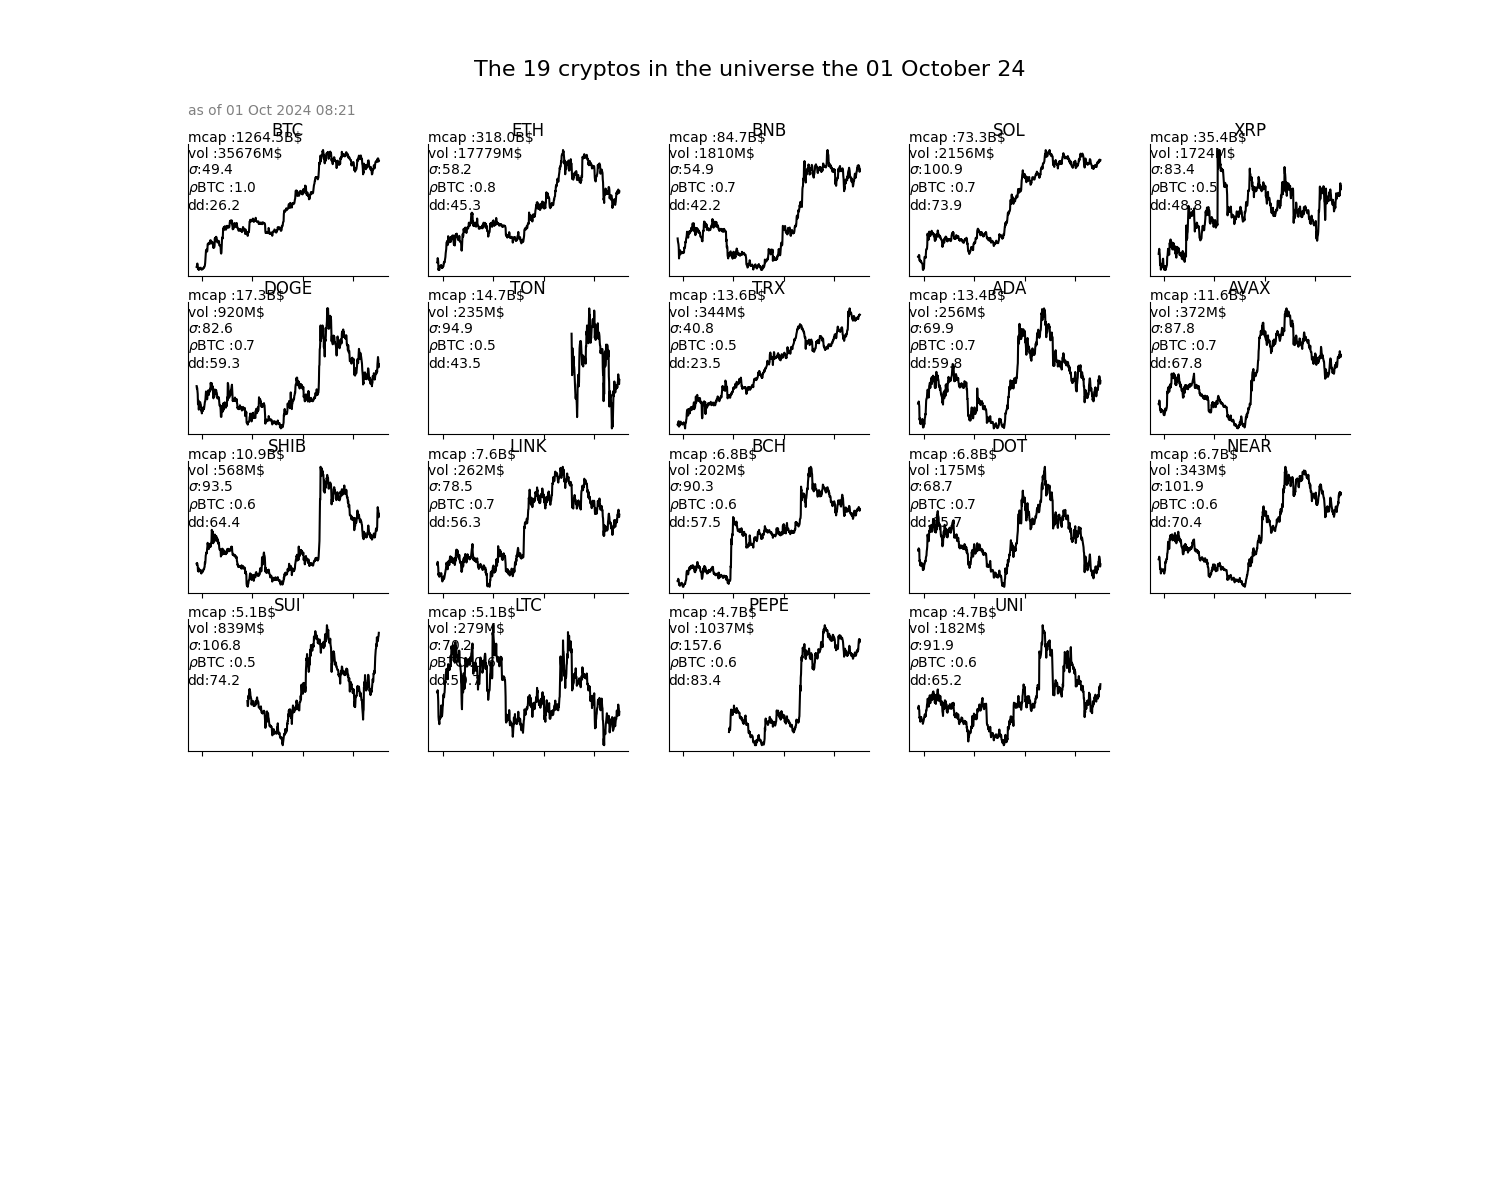 The 19 cryptos in the universe the 01 October 24
as of 01 Oct 2024 08:21
BTC
mcap :1264.5B$
vol :35676M$
σ:49.4
ρBTC :1.0
dd:26.2
ETH
mcap :318.0B$
vol :17779M$
σ:58.2
ρBTC :0.8
dd:45.3
BNB
mcap :84.7B$
vol :1810M$
σ:54.9
ρBTC :0.7
dd:42.2
SOL
mcap :73.3B$
vol :2156M$
σ:100.9
ρBTC :0.7
dd:73.9
XRP
mcap :35.4B$
vol :1724M$
σ:83.4
ρBTC :0.5
dd:48.8
DOGE
mcap :17.3B$
vol :920M$
σ:82.6
ρBTC :0.7
dd:59.3
TON
mcap :14.7B$
vol :235M$
σ:94.9
ρBTC :0.5
dd:43.5
TRX
mcap :13.6B$
vol :344M$
σ:40.8
ρBTC :0.5
dd:23.5
ADA
mcap :13.4B$
vol :256M$
σ:69.9
ρBTC :0.7
dd:59.8
AVAX
mcap :11.6B$
vol :372M$
σ:87.8
ρBTC :0.7
dd:67.8
SHIB
mcap :10.9B$
vol :568M$
σ:93.5
ρBTC :0.6
dd:64.4
LINK
mcap :7.6B$
vol :262M$
σ:78.5
ρBTC :0.7
dd:56.3
BCH
mcap :6.8B$
vol :202M$
σ:90.3
ρBTC :0.6
dd:57.5
DOT
mcap :6.8B$
vol :175M$
σ:68.7
ρBTC :0.7
NEAR
mcap :6.7B$
vol :343M$
σ:101.9
ρBTC :0.6
dd:70.4
SUI
mcap :5.1B$
vol :839M$
σ:106.8
ρBTC :0.5
dd:74.2
LTC
mcap :5.1B$
vol :279M$
PEPE
mcap :4.7B$
vol :1037M$
σ:157.6
ρBTC :0.6
dd:83.4
UNI
mcap :4.7B$
vol :182M$
σ:91.9
ρBTC :0.6
dd:65.2